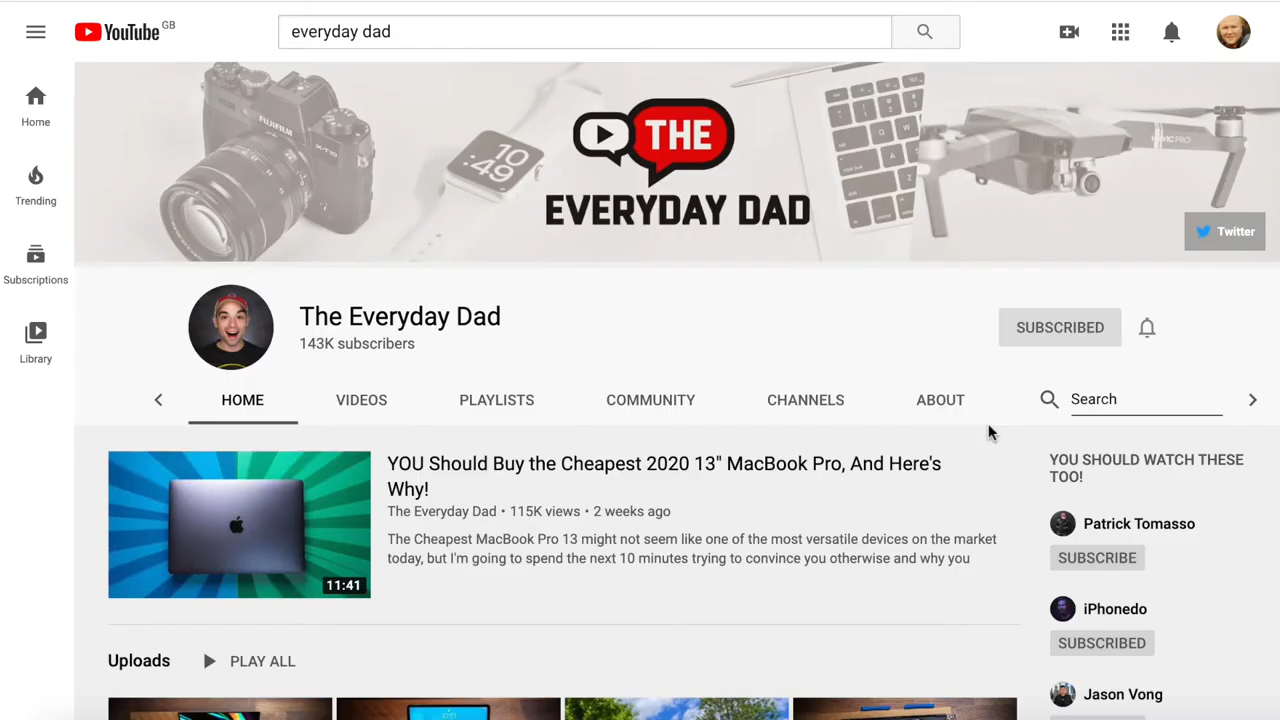 YouTube GB
everyday dad
Home
Trending
Subscriptions
Library
FUJIFILM
X-T10
10:49
MAVIC PRO
THE
EVERYDAY DAD
Twitter
The Everyday Dad
143K subscribers
SUBSCRIBED
HOME VIDEOS PLAYLISTS COMMUNITY CHANNELS ABOUT Search
YOU Should Buy the Cheapest 2020 13" MacBook Pro, And Here's
Why!
The Everyday Dad • 115K views • 2 weeks ago
The Cheapest MacBook Pro 13 might not seem like one of the most versatile devices on the market
today, but I'm going to spend the next 10 minutes trying to convince you otherwise and why you
11:41
YOU SHOULD WATCH THESE
TOO!
Patrick Tomasso
SUBSCRIBE
iPhonedo
SUBSCRIBED
Jason Vong
Uploads PLAY ALL